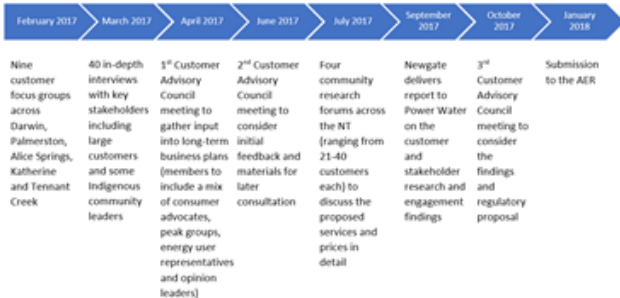 February 2017
March 2017
April 2017
June 2017
July 2017
September
2017
October
2017
January
2018
Nine
customer
focus groups
across
Darwin,
Palmerston,
Alice Springs,
Katherine
and Tennant
Creek
40 in-depth
interviews
with key
stakeholders
including
large
customers
and some
Indigenous
community
leaders
1st Customer
Advisory
Council
meeting to
gather input
into long-term
business plans
(members to
include a mix
of consumer
advocates,
peak groups,
energy user
representatives
and opinion
leaders)
2nd Customer
Advisory
Council
meeting to
consider
initial
feedback and
materials for
later
consultation
Four
community
research
forums across
the NT
(ranging from
21-40
customers
each) to
discuss the
proposed
services and
prices in
detail
Newgate
delivers
report to
Power Water
on the
customer
and
stakeholder
research and
engagement
findings
3rd
Customer
Advisory
Council
meeting to
consider
the
findings
and
regulatory
proposal
Submission
to the AER